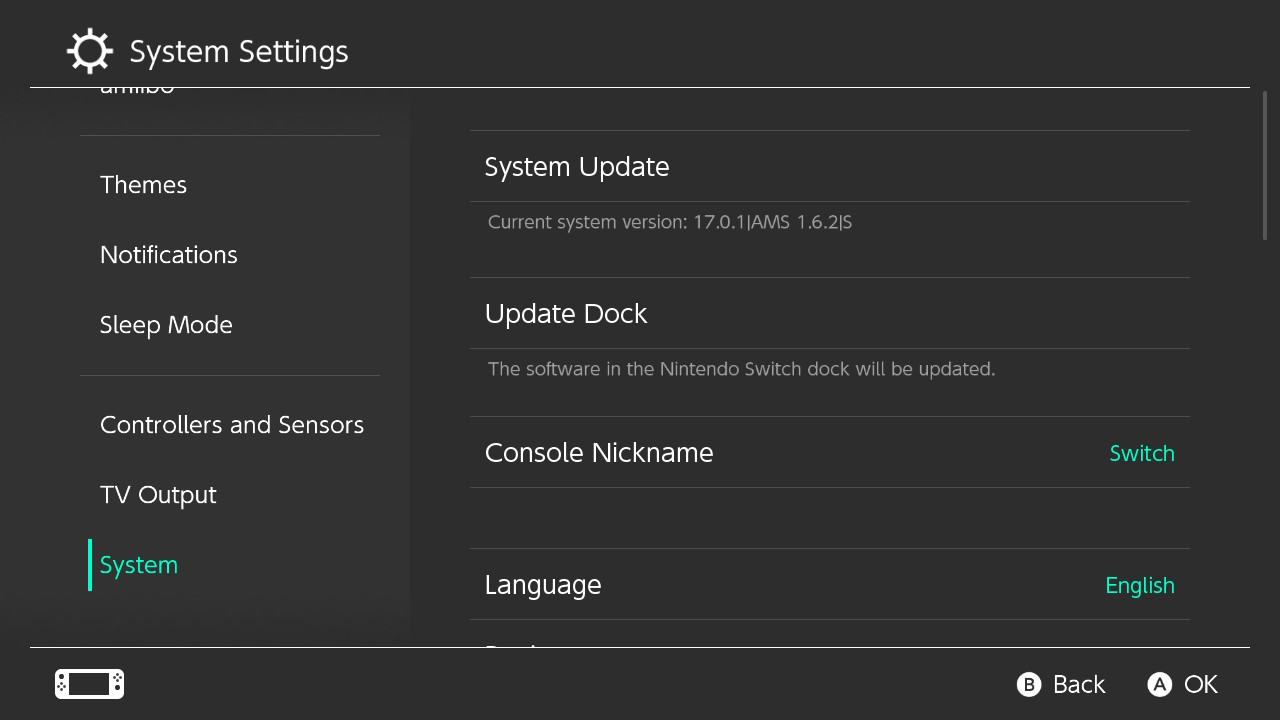 System Settings
amiibo
Themes
Notifications
Sleep Mode
Controllers and Sensors
TV Output
System
System Update
Current system version: 17.0.1|AMS 1.6.2|S
Update Dock
The software in the Nintendo Switch dock will be updated.
Console Nickname
Switch
Language
English
B Back
A OK